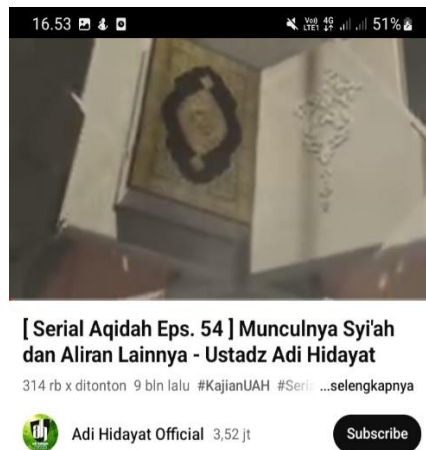 16.53 Vo) LTE1 4G 51%
[ Serial Aqidah Eps. 54 ] Munculnya Syi'ah
dan Aliran Lainnya - Ustadz Adi Hidayat
314 rb x ditonton 9 bln lalu #KajianUAH #Seri ...selengkapnya
Adi Hidayat Official 3,52 jt Subscribe